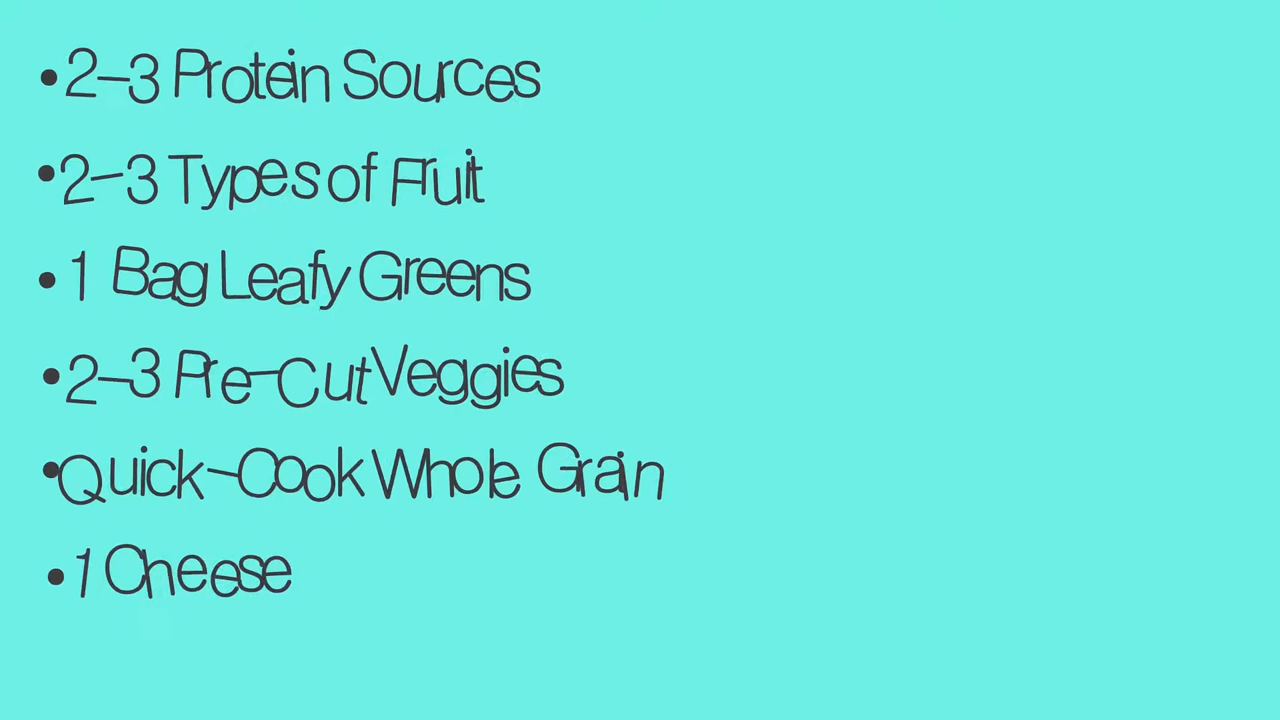 •2-3 Protein Sources
•2-3 Types of Fruit
•1 Bag Leafy Greens
•2-3 Pre-Cut Veggies
•Quick-Cook Whole Grain
•1 Cheese